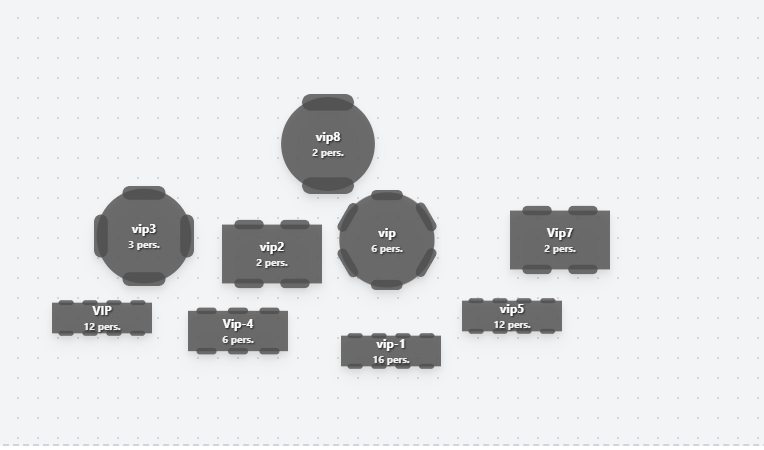 vip8
2 pers.
vip3
3 pers.
vip2
2 pers.
vip
6 pers.
Vip7
2 pers.
VIP
12 pers.
Vip-4
6 pers.
vip-1
16 pers.
vip5
12 pers.